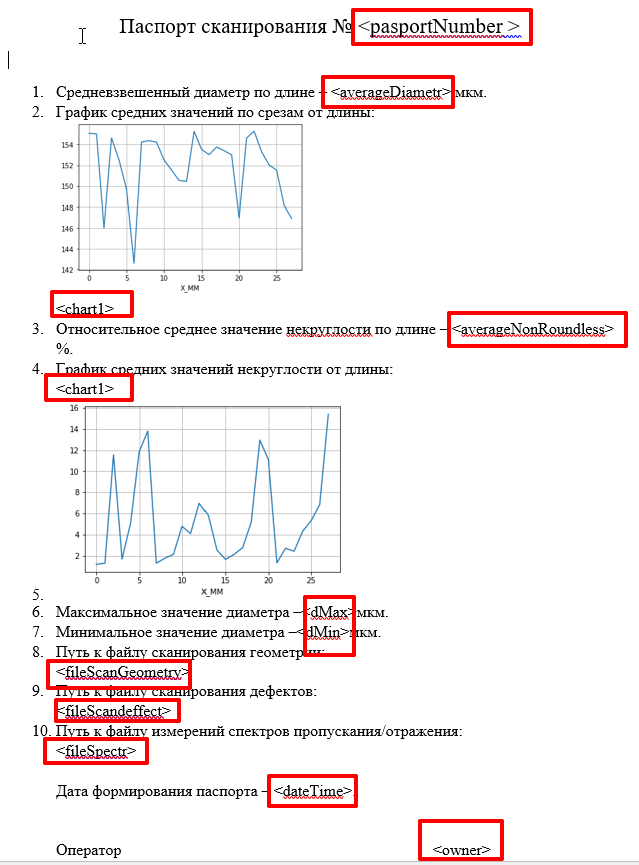 Паспорт сканирования № <pasportNumber >
1. Средневзвешенный диаметр по длине – <averageDiametr> мкм.
2. График средних значений по срезам от длины:
154
152
150
148
146
144
142
0 5 10 15 20 25
X_MM
<chart1>
3. Относительное среднее значение некруглости по длине – <averageNonRoundless>
%.
4. График средних значений некруглости от длины:
<chart1>
16
14
12
10
8
6
4
2
0 5 10 15 20 25
X_MM
5.
6. Максимальное значение диаметра –<dMax>мкм.
7. Минимальное значение диаметра –<dMin>мкм.
8. Путь к файлу сканирования геометрии:
<fileScanGeometry>
9. Путь к файлу сканирования дефектов:
<fileScandeffect>
10. Путь к файлу измерений спектров пропускания/отражения:
<fileSpectr>
Дата формирования паспорта – <dateTime>
Оператор <owner>